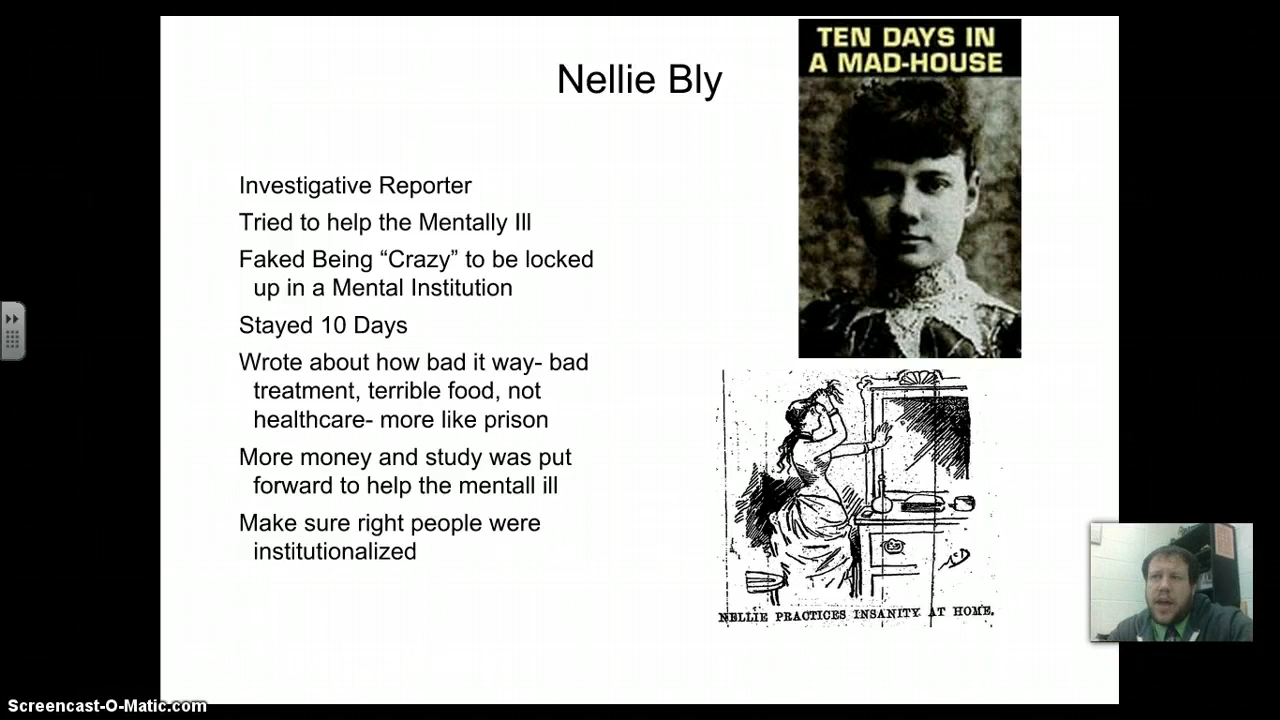 TEN DAYS IN
A MAD-HOUSE
Nellie Bly
Investigative Reporter
Tried to help the Mentally Ill
Faked Being “Crazy” to be locked
up in a Mental Institution
Stayed 10 Days
Wrote about how bad it way- bad
treatment, terrible food, not
healthcare- more like prison
More money and study was put
forward to help the mentall ill
Make sure right people were
institutionalized
NELLIE PRACTICES INSANITY AT HOME.
Screencast-O-Matic.com